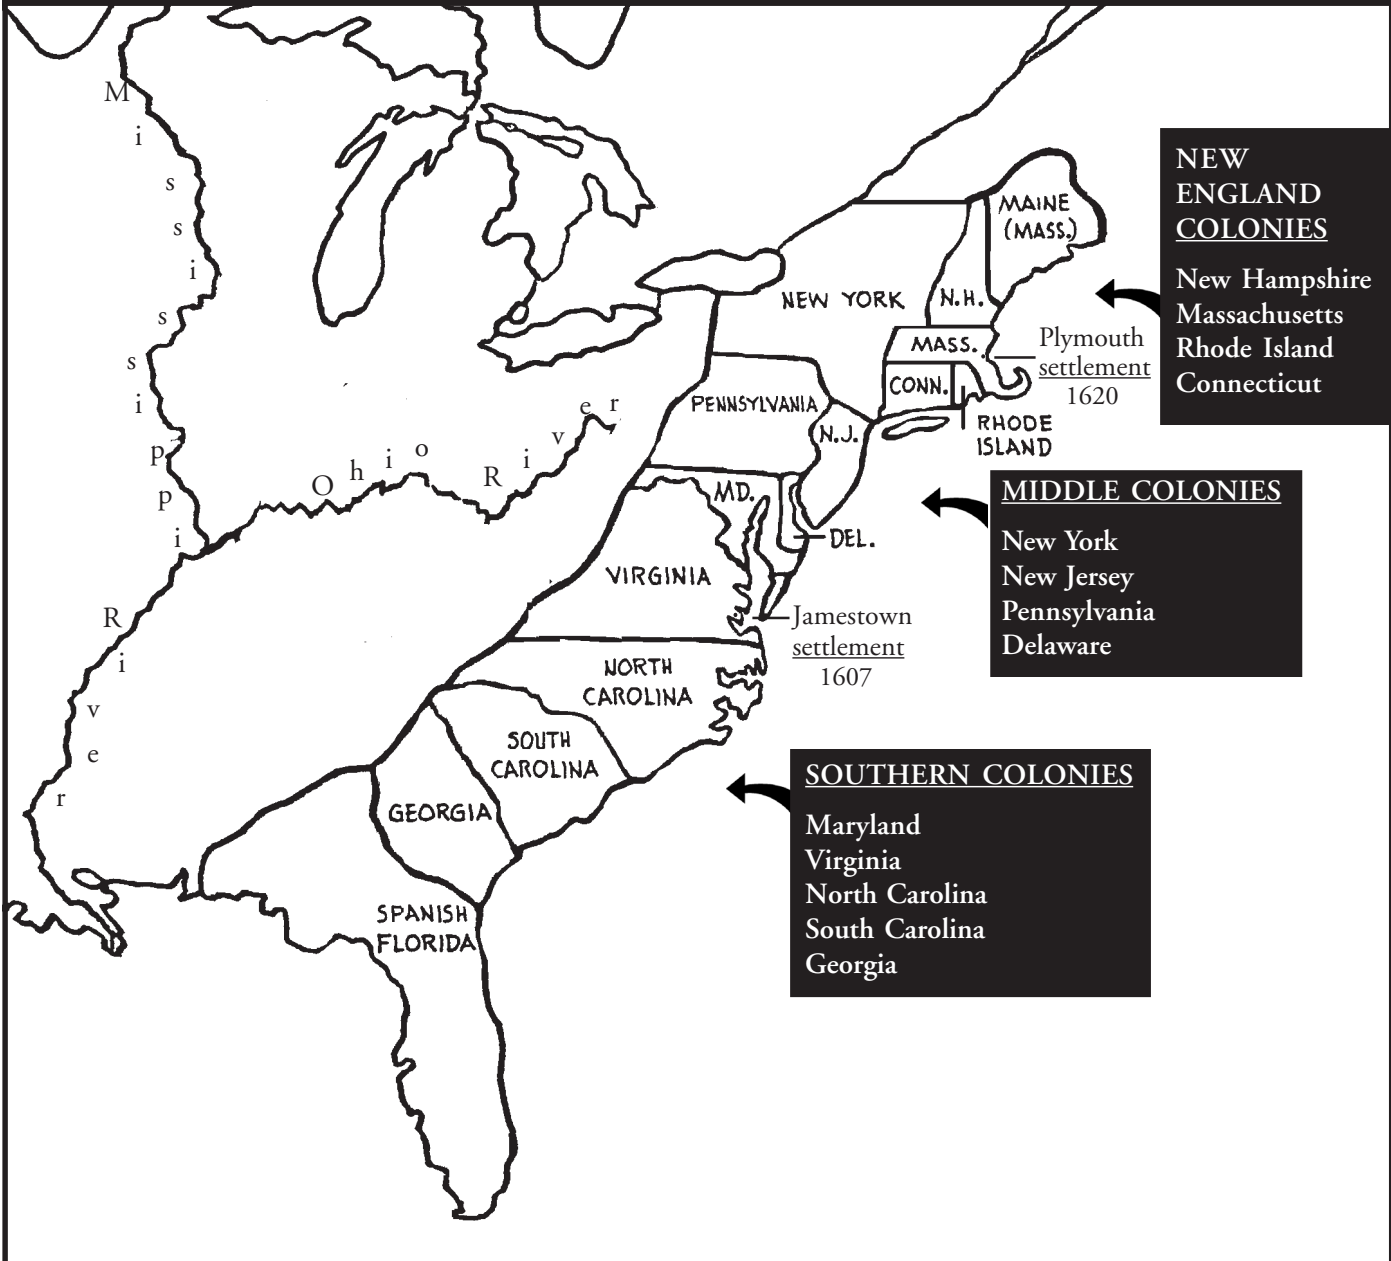 Mississippi River
Ohio River
MAINE
(MASS.)
NEW YORK
N.H.
MASS.
Plymouth
settlement
1620
CONN.
RHODE
ISLAND
PENNSYLVANIA
N.J.
MD.
DEL.
VIRGINIA
Jamestown
settlement
1607
NORTH
CAROLINA
SOUTH
CAROLINA
GEORGIA
SPANISH
FLORIDA
NEW
ENGLAND
COLONIES
New Hampshire
Massachusetts
Rhode Island
Connecticut
MIDDLE COLONIES
New York
New Jersey
Pennsylvania
Delaware
SOUTHERN COLONIES
Maryland
Virginia
North Carolina
South Carolina
Georgia